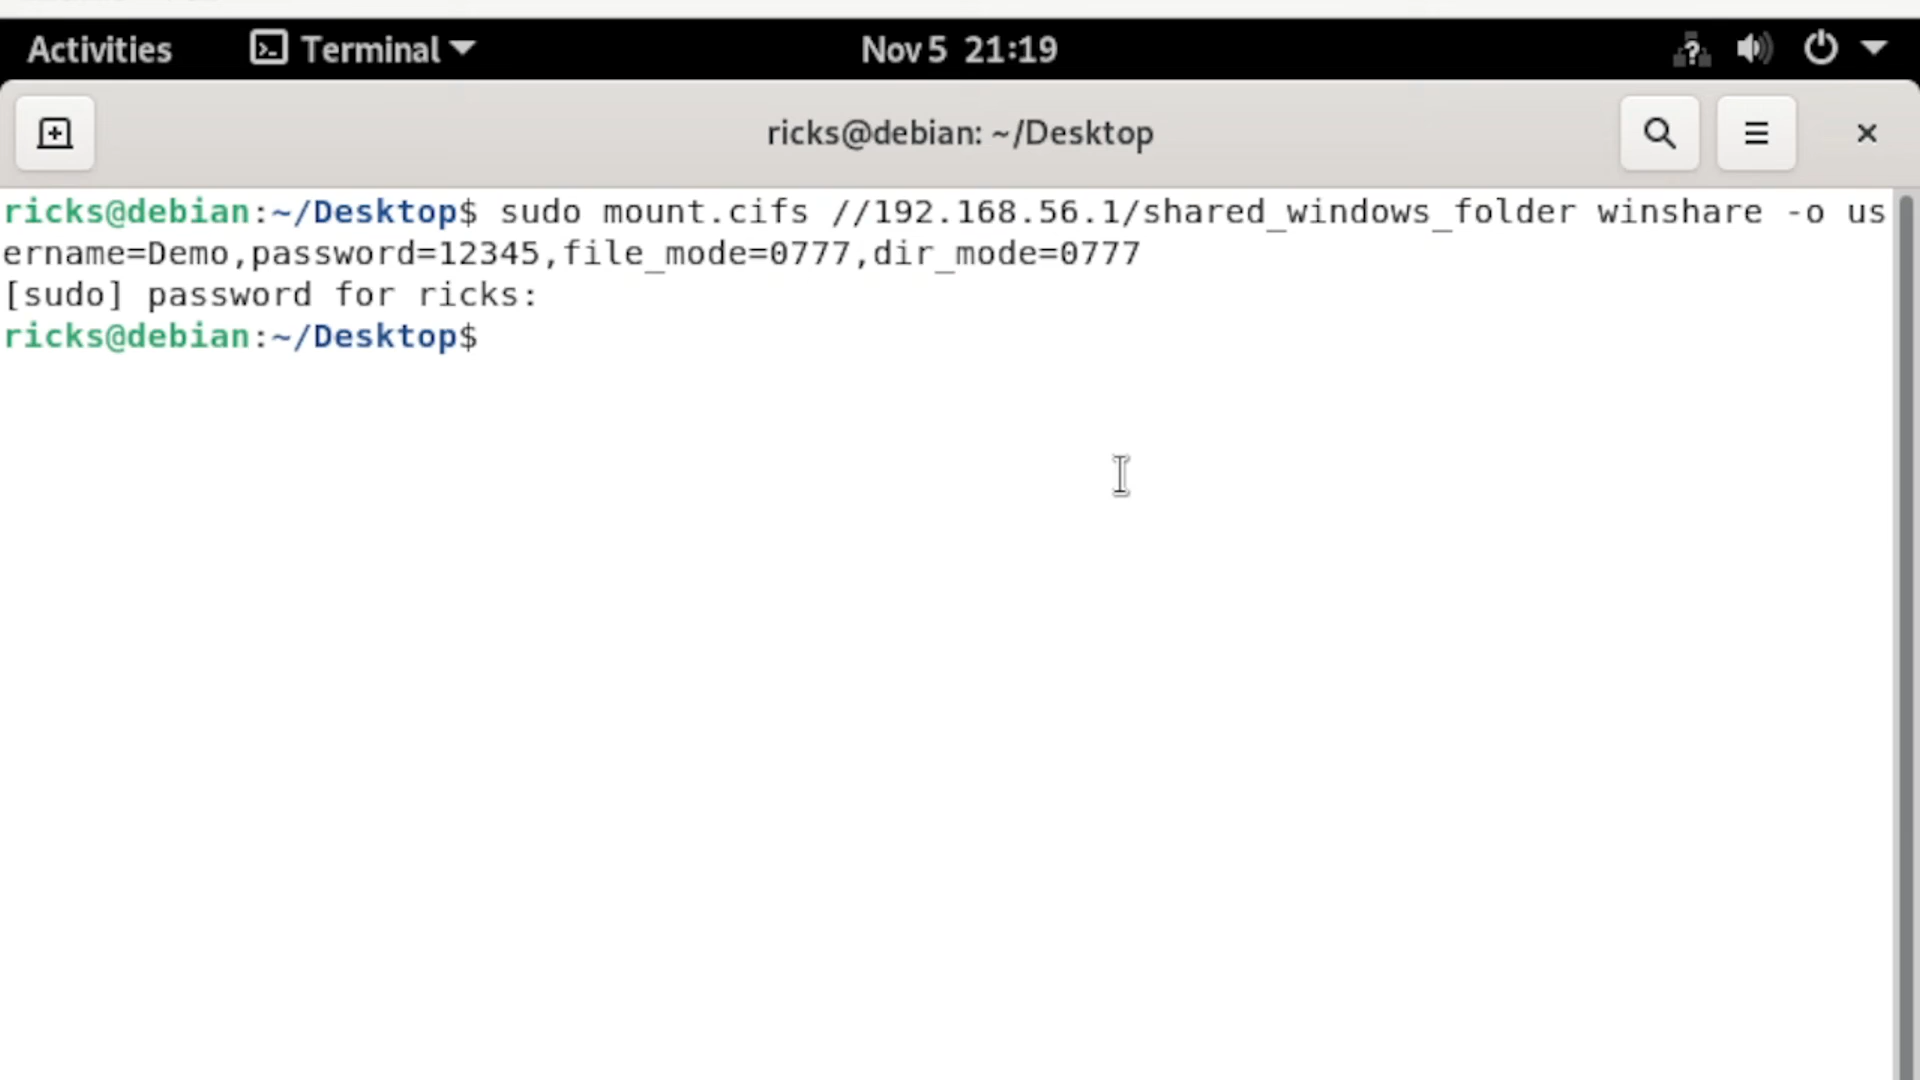 Activities Terminal Nov 5 21:19
ricks@debian: ~/Desktop
ricks@debian:~/Desktop$ sudo mount.cifs //192.168.56.1/shared_windows_folder winshare -o us
ername=Demo,password=12345,file_mode=0777,dir_mode=0777
[sudo] password for ricks:
ricks@debian:~/Desktop$